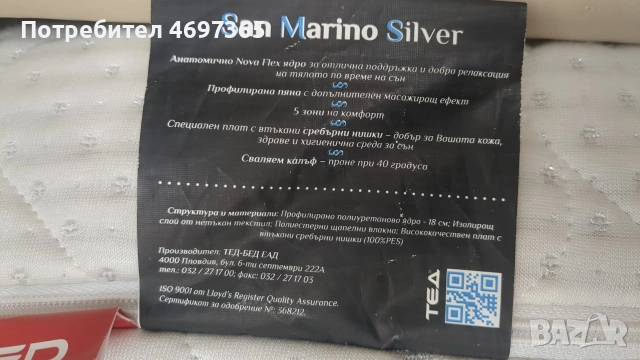 Потребител 4697365
San Marino Silver
Анатомично Nova Flex ядро за отлична поддръжка и добра релаксация
на тялото по време на сън
Профилирана пяна с допълнителен масажиращ ефект
5 зони на комфорт
Специален плат с втъкани сребърни нишки – добър за Вашата кожа,
здраве и хигиенична среда за сън
Сваляем калъф – пране при 40 градуса
Структура и материали: Профилирано полиуретаново ядро - 18 см; Изолиращ
слой от нетъкан текстил; Полиестерни щапелни влакна; Висококачествен плат с
втъкани сребърни нишки (100%PES)
Производител: ТЕД-БЕД ЕАД
4000 Пловдив, бул. 6-ти септември 222А
тел.: 032 / 27 17 00; факс: 032 / 27 17 03
ISO 9001 от Lloyd's Register Quality Assurance.
Сертификат за одобрение №: 368212.
ТЕД
BAZAR